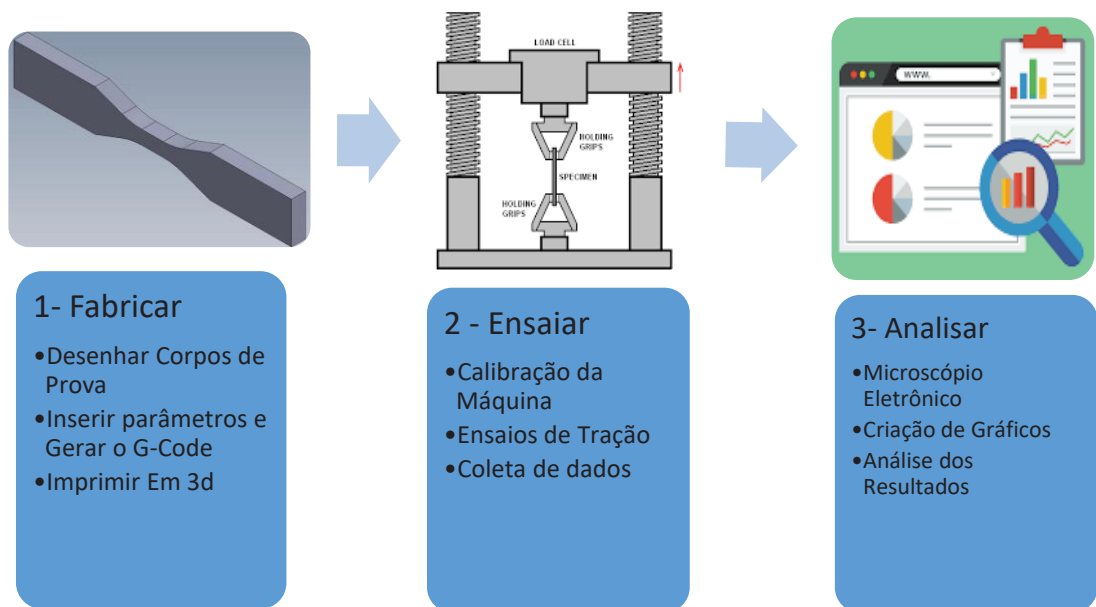 LOAD CELL
HOLDING
GRIPS
SPECIMEN
HOLDING
GRIPS
WWW.
1- Fabricar
•Desenhar Corpos de
Prova
•Inserir parâmetros e
Gerar o G-Code
•Imprimir Em 3d
2 - Ensaiar
•Calibração da
Máquina
•Ensaios de Tração
•Coleta de dados
3- Analisar
•Microscópio
Eletrônico
•Criação de Gráficos
•Análise dos
Resultados